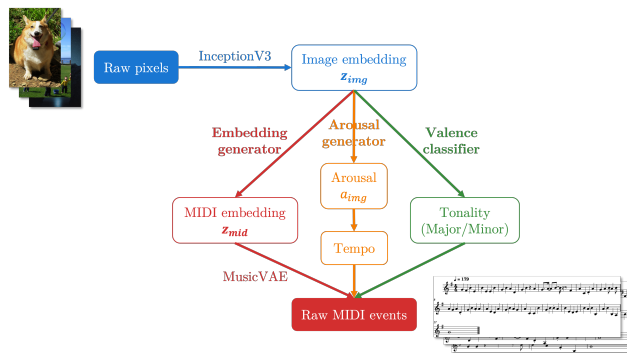 InceptionV3
Raw pixels
Image embedding
z_img
Embedding
generator
Arousal
generator
Valence
classifier
Arousal
a_img
MIDI embedding
z_mid
Tonality
(Major/Minor)
Tempo
MusicVAE
Raw MIDI events